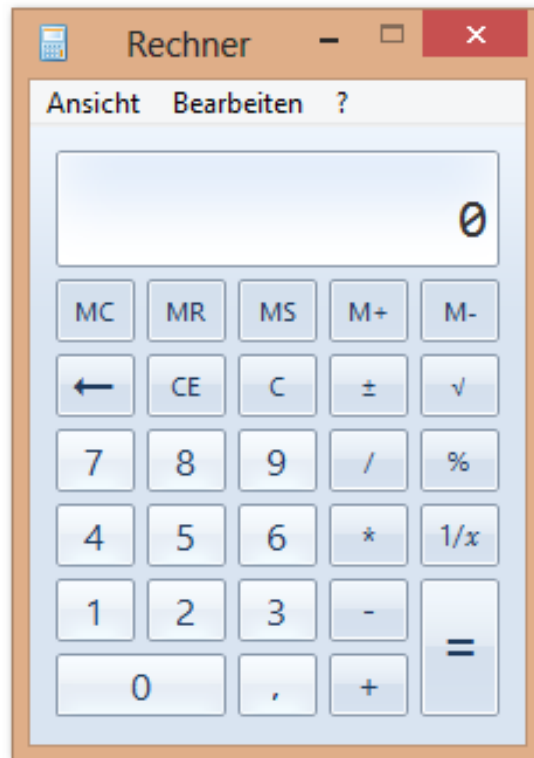 Rechner
Ansicht Bearbeiten ?
0
MC MR MS M+ M-
← CE C ± √
7 8 9 / %
4 5 6 * 1/x
1 2 3 -
=
0 , +